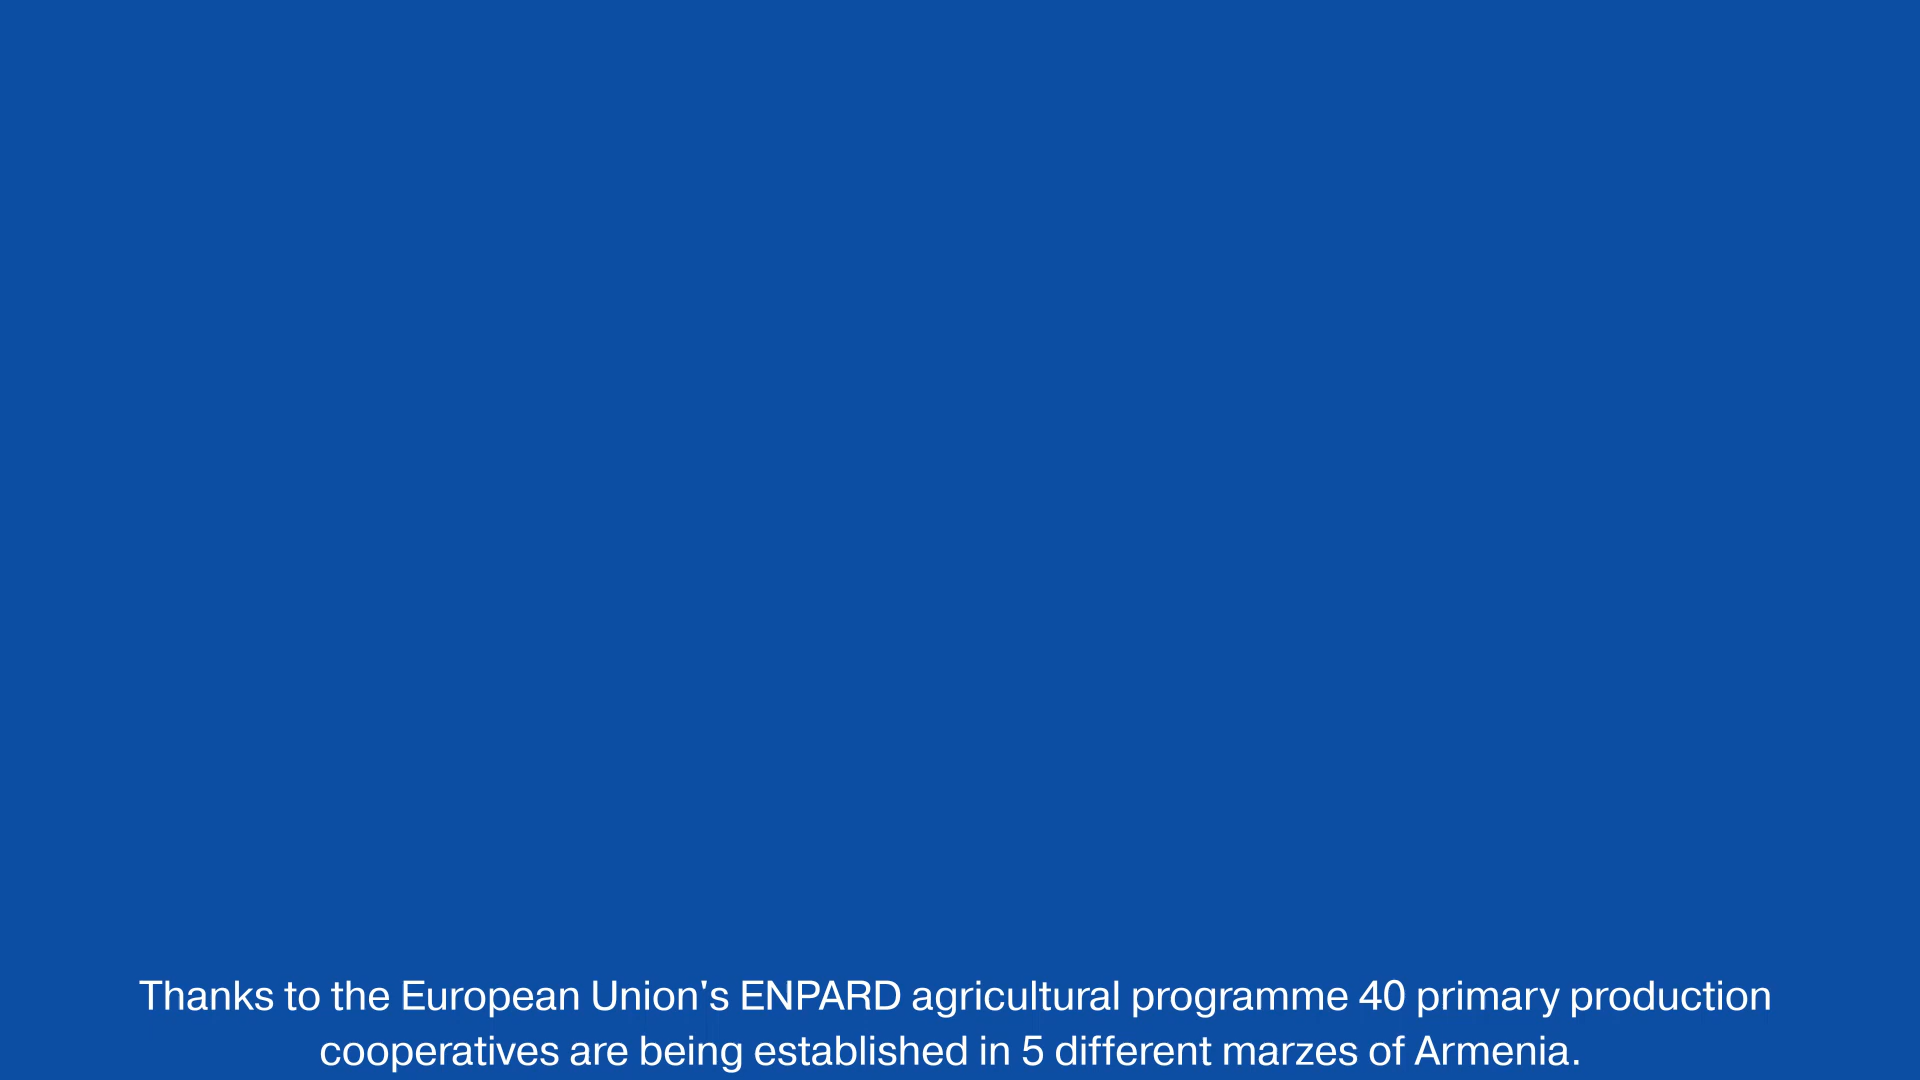 Thanks to the European Union's ENPARD agricultural programme 40 primary production
cooperatives are being established in 5 different marzes of Armenia.